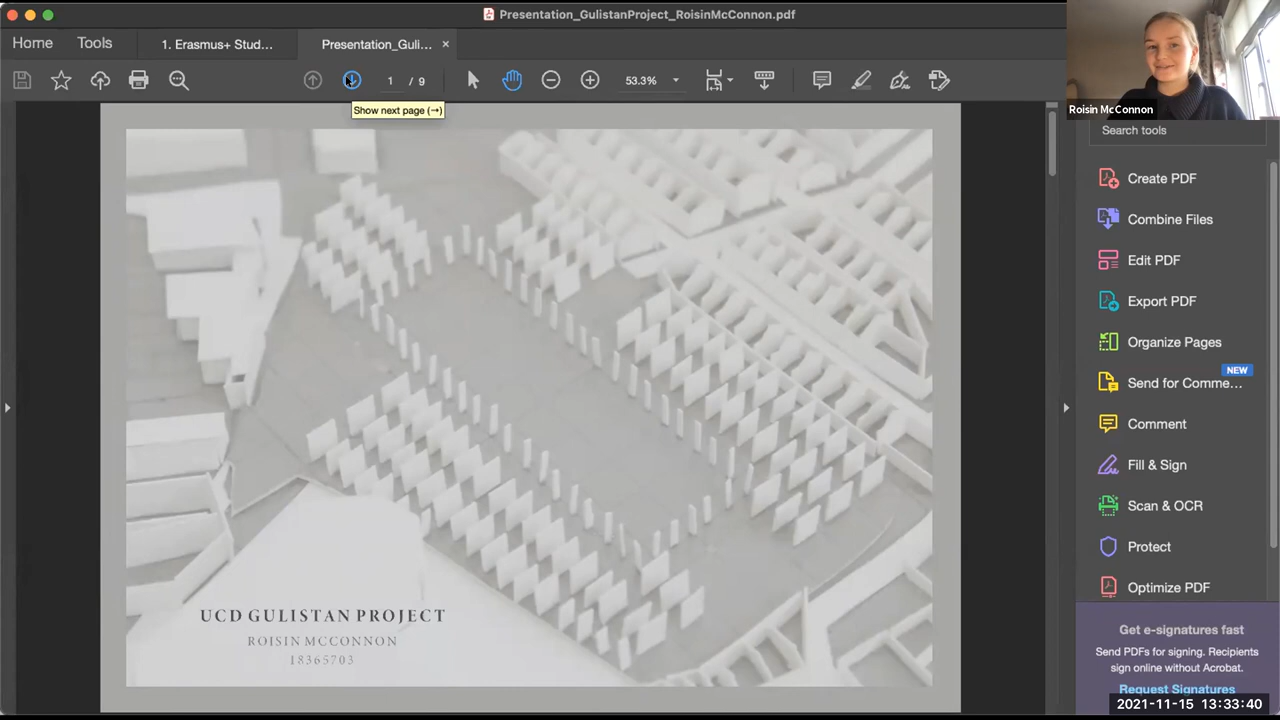 Presentation_GulistanProject_RoisinMcConnon.pdf
Home
Tools
1. Erasmus+ Stud...
Presentation_Guli... ×
1 / 9
53.3%
Show next page (→)
Roisin McConnon
Search tools
Create PDF
Combine Files
Edit PDF
Export PDF
Organize Pages
NEW
Send for Comme...
Comment
Fill & Sign
Scan & OCR
Protect
Optimize PDF
Get e-signatures fast
Send PDFs for signing. Recipients
sign online without Acrobat.
Request Signatures
2021-11-15 13:33:40
UCD GULISTAN PROJECT
ROISIN MCCONNON
18365703